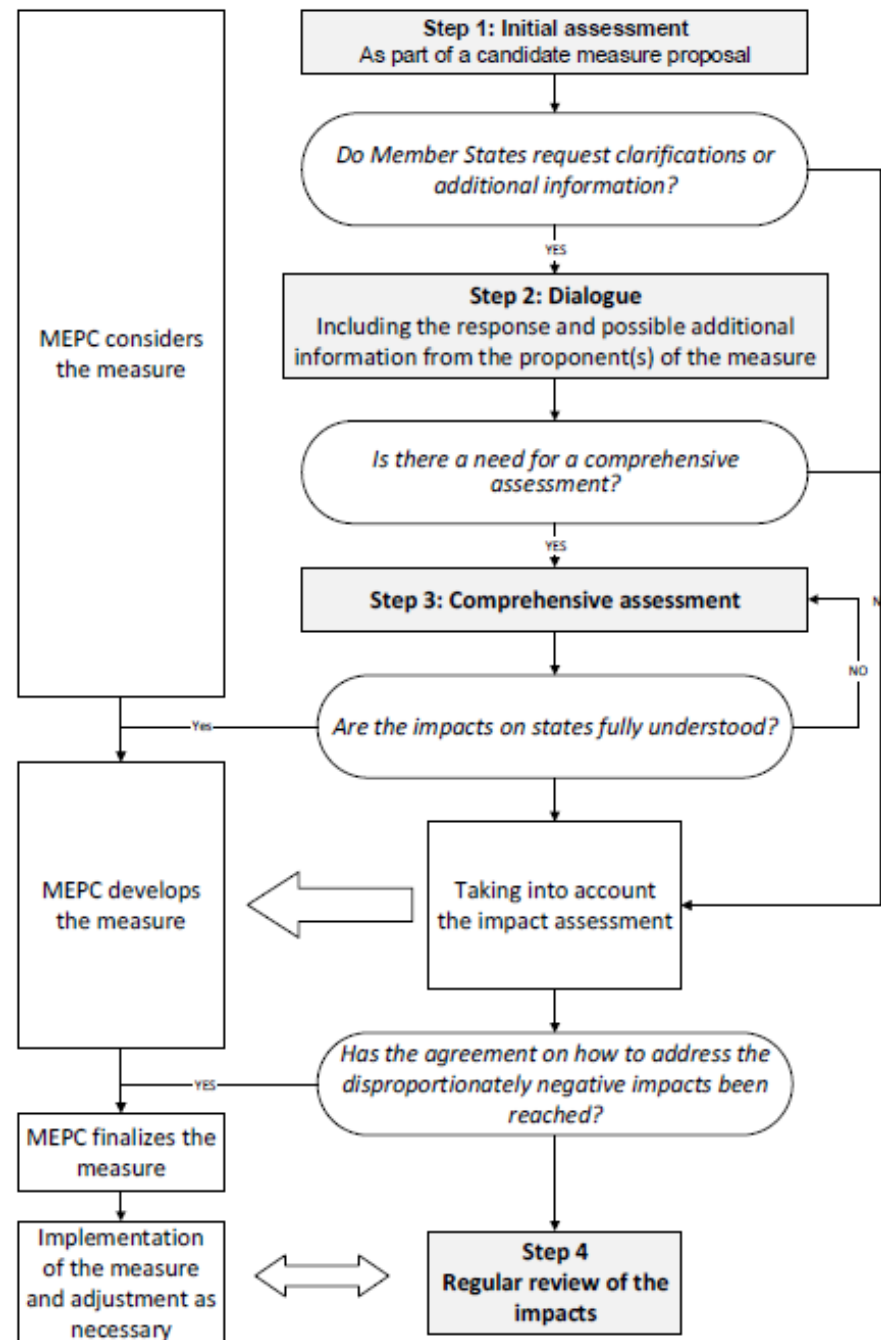 Step 1: Initial assessment
As part of a candidate measure proposal
Do Member States request clarifications or
additional information?
YES
Step 2: Dialogue
Including the response and possible additional
information from the proponent(s) of the measure
MEPC considers
the measure
Is there a need for a comprehensive
assessment?
YES
Step 3: Comprehensive assessment
N
NO
Yes
Are the impacts on states fully understood?
MEPC develops
the measure
Taking into account
the impact assessment
Has the agreement on how to address the
disproportionately negative impacts been
reached?
YES
MEPC finalizes the
measure
Implementation
of the measure
and adjustment as
necessary
Step 4
Regular review of the
impacts